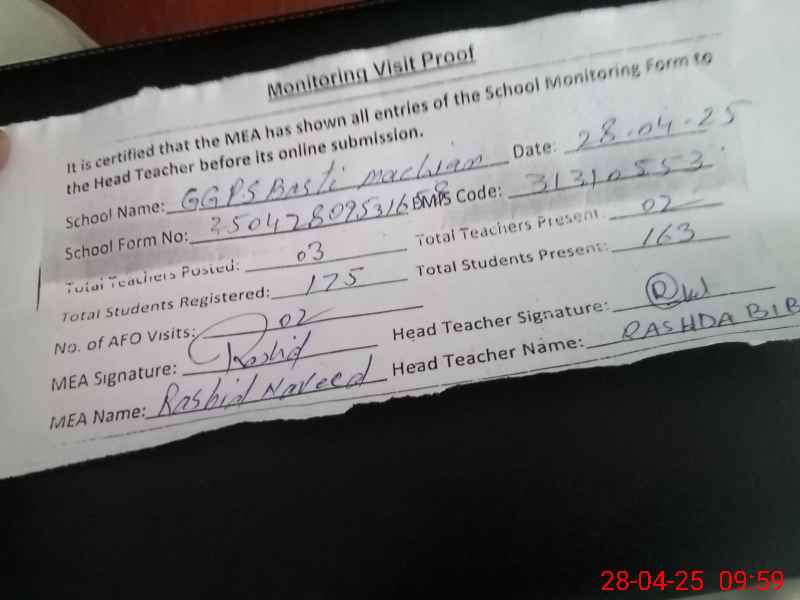 Monitoring Visit Proof
It is certified that the MEA has shown all entries of the School Monitoring Form to
the Head Teacher before its online submission.
School Name: GGPS Basti machian Date: 28-04-25
School Form No: EMIS Code: 31310553
Total Teachers Posted: 03 Total Teachers Present: 02
Total Students Registered: 175 Total Students Present: 163
No. of AFO Visits: 02
MEA Signature: Rashid Head Teacher Signature:
MEA Name: Rashid Naveed Head Teacher Name: RASHDA BIB
28-04-25 09:59